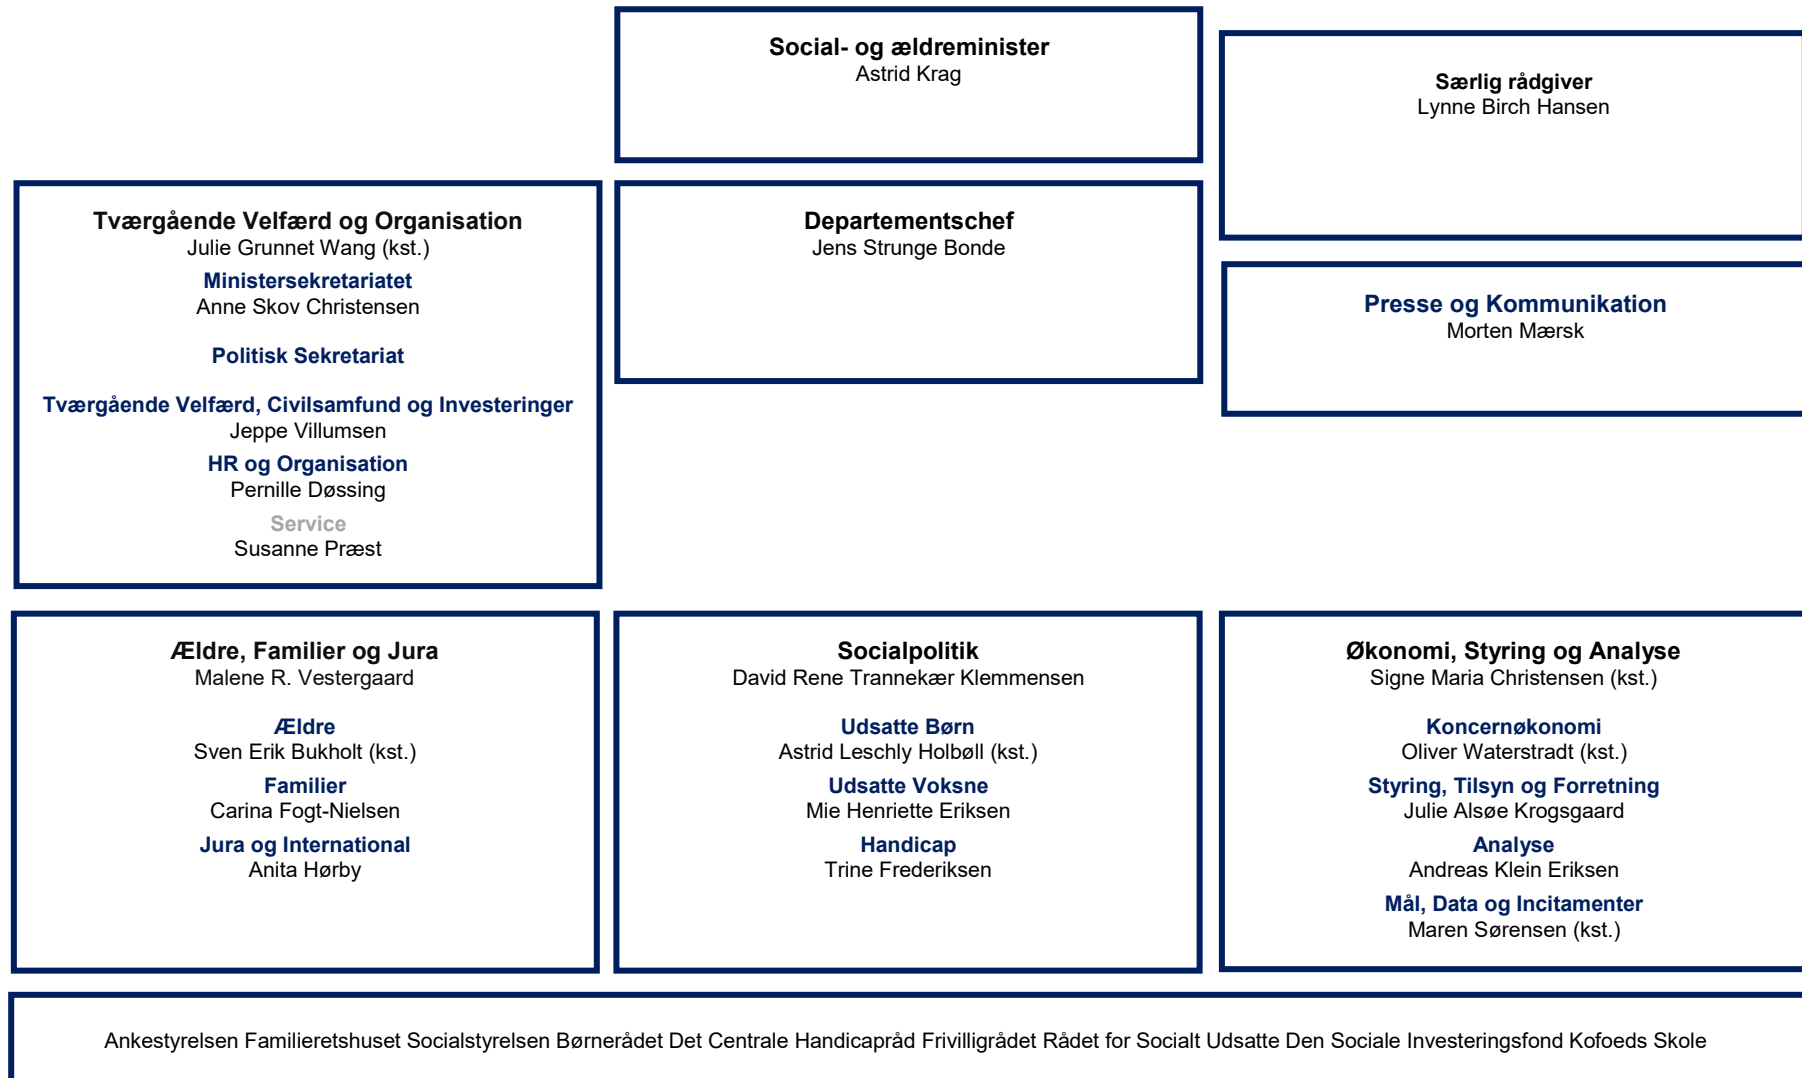 Social- og ældreminister
Astrid Krag
Særlig rådgiver
Lynne Birch Hansen
Tværgående Velfærd og Organisation
Julie Grunnet Wang (kst.)
Ministersekretariatet
Anne Skov Christensen
Politisk Sekretariat
Tværgående Velfærd, Civilsamfund og Investeringer
Jeppe Villumsen
HR og Organisation
Pernille Døssing
Service
Susanne Præst
Departementschef
Jens Strunge Bonde
Presse og Kommunikation
Morten Mærsk
Ældre, Familier og Jura
Malene R. Vestergaard
Ældre
Sven Erik Bukholt (kst.)
Familier
Carina Fogt-Nielsen
Jura og International
Anita Hørby
Socialpolitik
David Rene Trannekær Klemmensen
Udsatte Børn
Astrid Leschly Holbøll (kst.)
Udsatte Voksne
Mie Henriette Eriksen
Handicap
Trine Frederiksen
Økonomi, Styring og Analyse
Signe Maria Christensen (kst.)
Koncernøkonomi
Oliver Waterstradt (kst.)
Styring, Tilsyn og Forretning
Julie Alsøe Krogsgaard
Analyse
Andreas Klein Eriksen
Mål, Data og Incitamenter
Maren Sørensen (kst.)
Ankestyrelsen Familieretshuset Socialstyrelsen Børnerådet Det Centrale Handicapråd Frivilligrådet Rådet for Socialt Udsatte Den Sociale Investeringsfond Kofoeds Skole